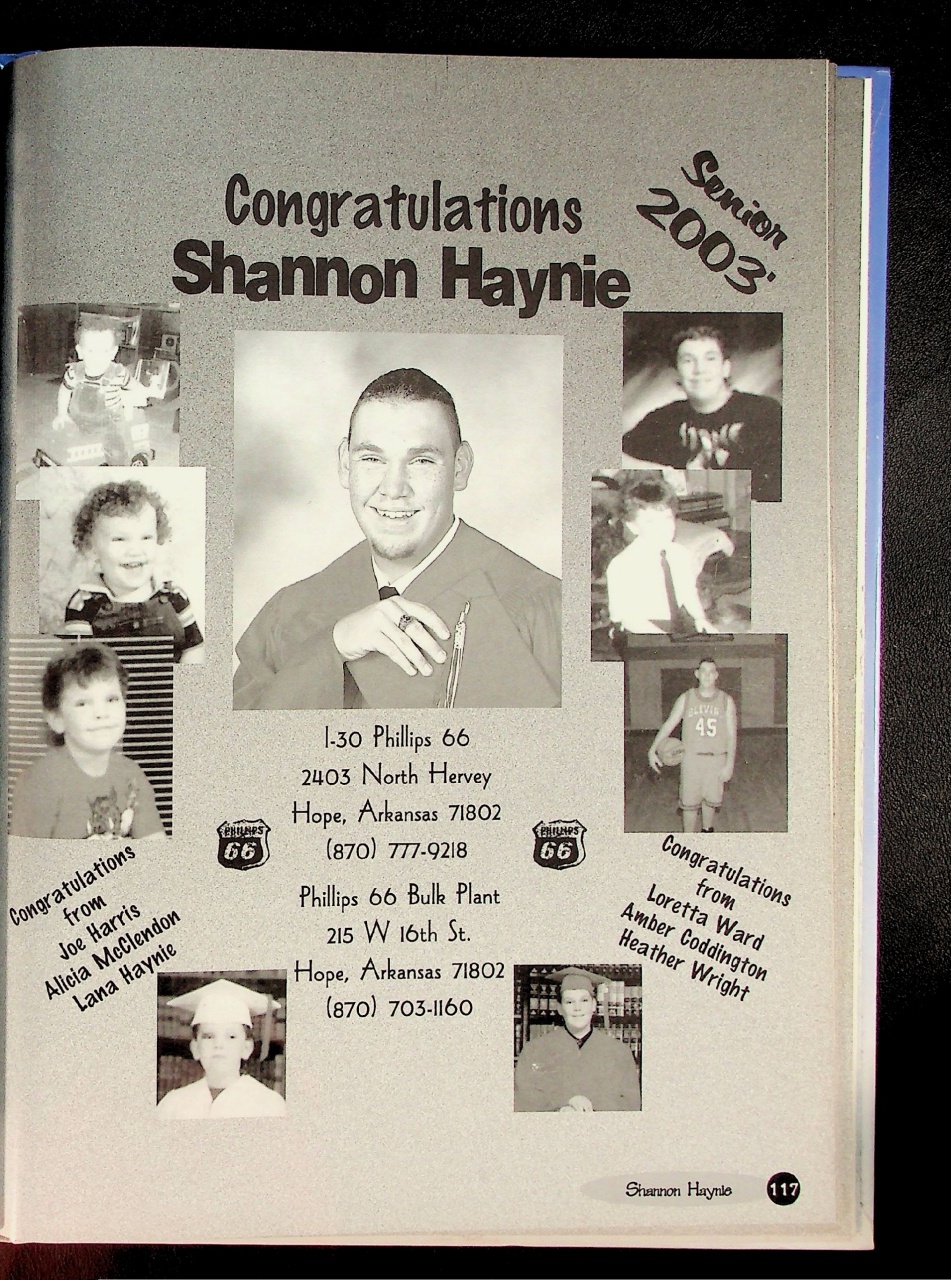 Congratulations
Shannon Haynie
Senior
2003'
45
I-30 Phillips 66
2403 North Hervey
Hope, Arkansas 71802
(870) 777-9218
PHILLIPS
66
PHILLIPS
66
Phillips 66 Bulk Plant
215 W 16th St.
Hope, Arkansas 71802
(870) 703-1160
Congratulations
from
Joe Harris
Alicia McClendon
Lana Haynie
Congratulations
from
Loretta Ward
Amber Coddington
Heather Wright
Shannon Haynie
117